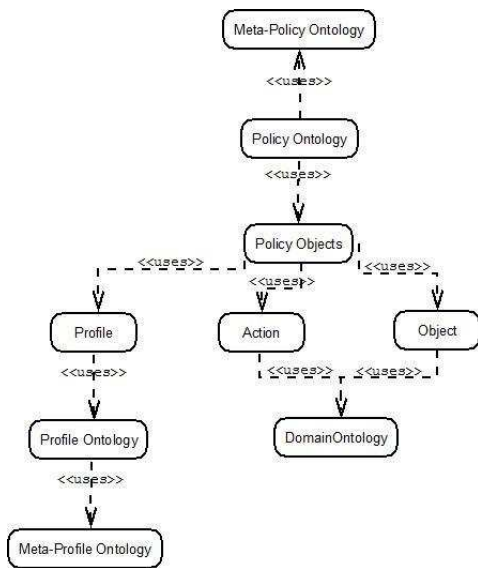 Meta-Policy Ontology
<<uses>>
Policy Ontology
<<uses>>
Policy Objects
<<uses>>
<<uses>>
<<uses>>
Profile
Action
Object
<<uses>>
<<uses>>
<<uses>>
Profile Ontology
DomainOntology
<<uses>>
Meta-Profile Ontology